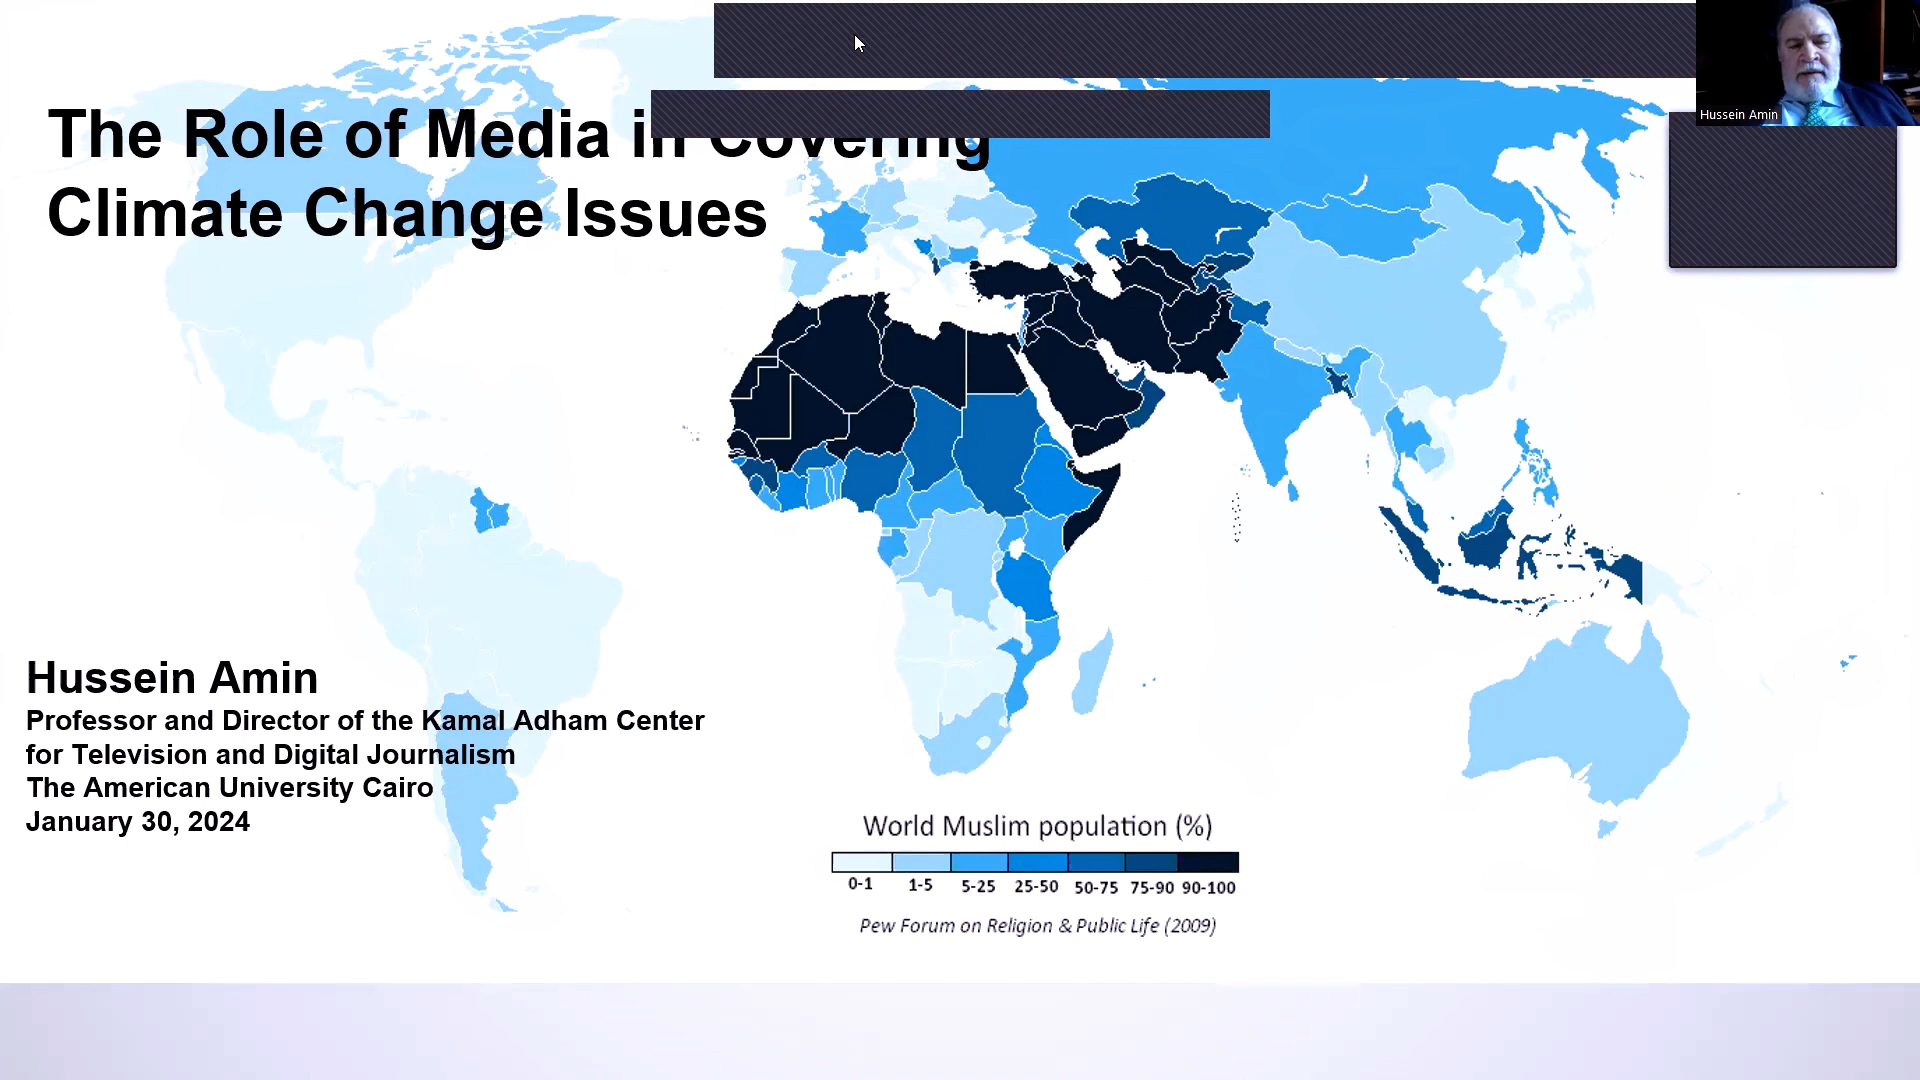 The Role of Media in Covering
Climate Change Issues
Hussein Amin
Hussein Amin
Professor and Director of the Kamal Adham Center
for Television and Digital Journalism
The American University Cairo
January 30, 2024
World Muslim population (%)
0-1 1-5 5-25 25-50 50-75 75-90 90-100
Pew Forum on Religion & Public Life (2009)